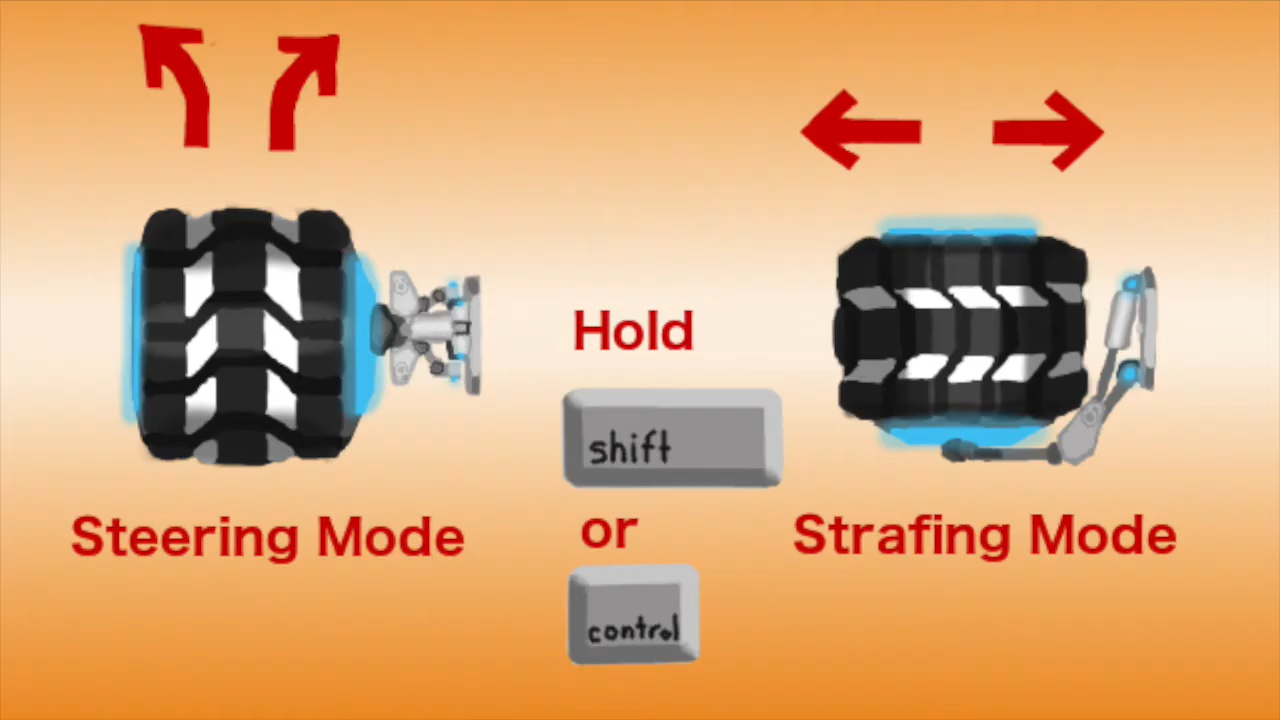 Hold
shift
or
control
Steering Mode
Strafing Mode